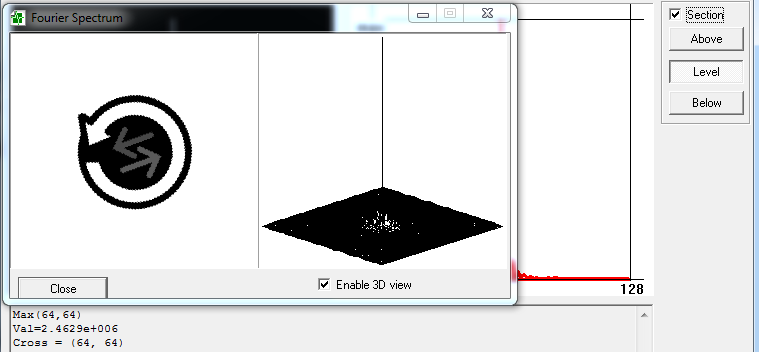 Fourier Spectrum
Section
Above
Level
Below
Close
Enable 3D view
128
Max(64,64)
Val=2.4629e+006
Cross = (64, 64)